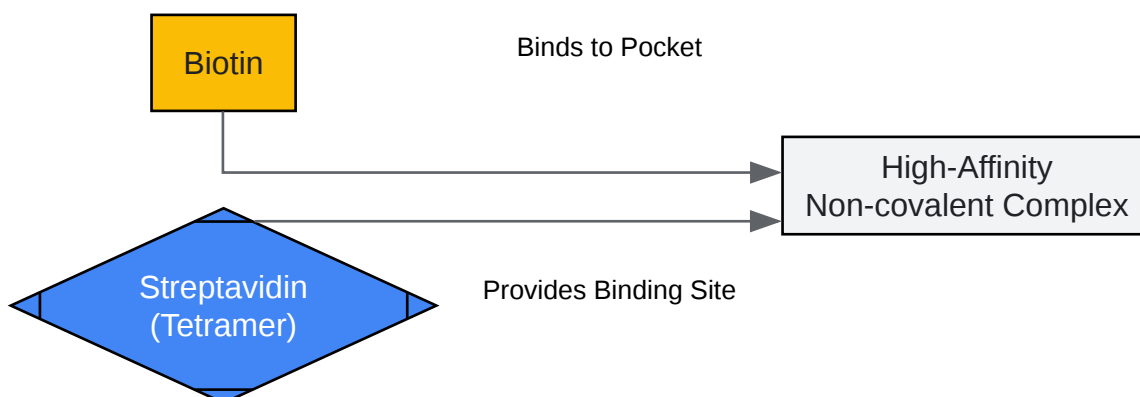 Biotin
Binds to Pocket
High-Affinity
Non-covalent Complex
Streptavidin
(Tetramer)
Provides Binding Site